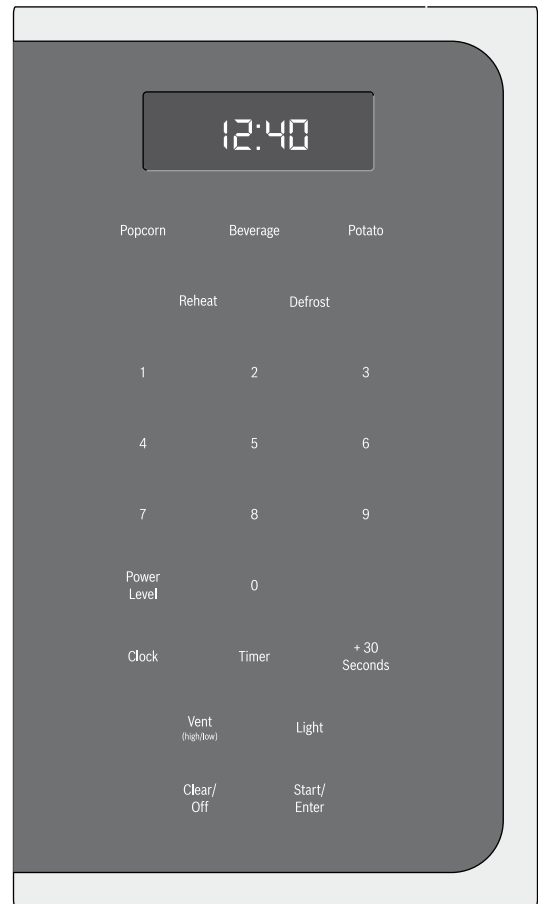 12:40
Popcorn Beverage Potato
Reheat Defrost
1 2 3
4 5 6
7 8 9
Power
Level
0
Clock Timer
+ 30
Seconds
Vent
(high/low)
Light
Clear/
Off
Start/
Enter